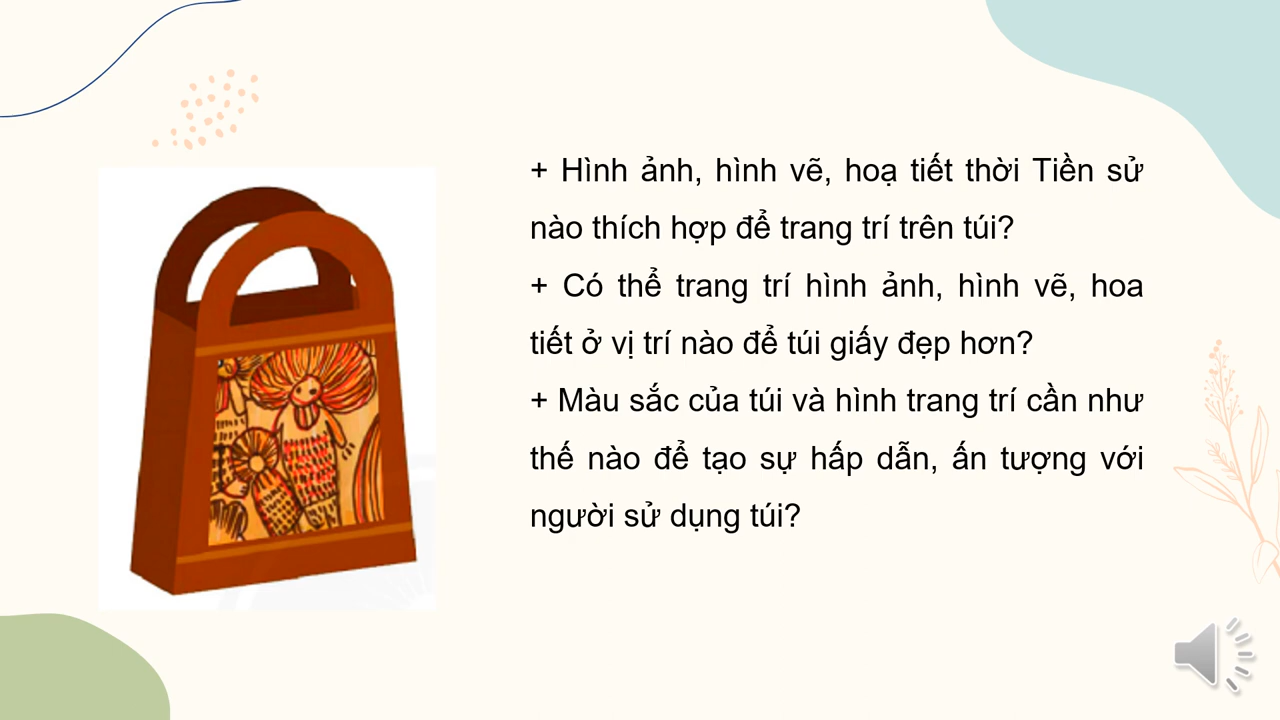 + Hình ảnh, hình vẽ, hoạ tiết thời Tiền sử
nào thích hợp để trang trí trên túi?
+ Có thể trang trí hình ảnh, hình vẽ, hoa
tiết ở vị trí nào để túi giấy đẹp hơn?
+ Màu sắc của túi và hình trang trí cần như
thế nào để tạo sự hấp dẫn, ấn tượng với
người sử dụng túi?